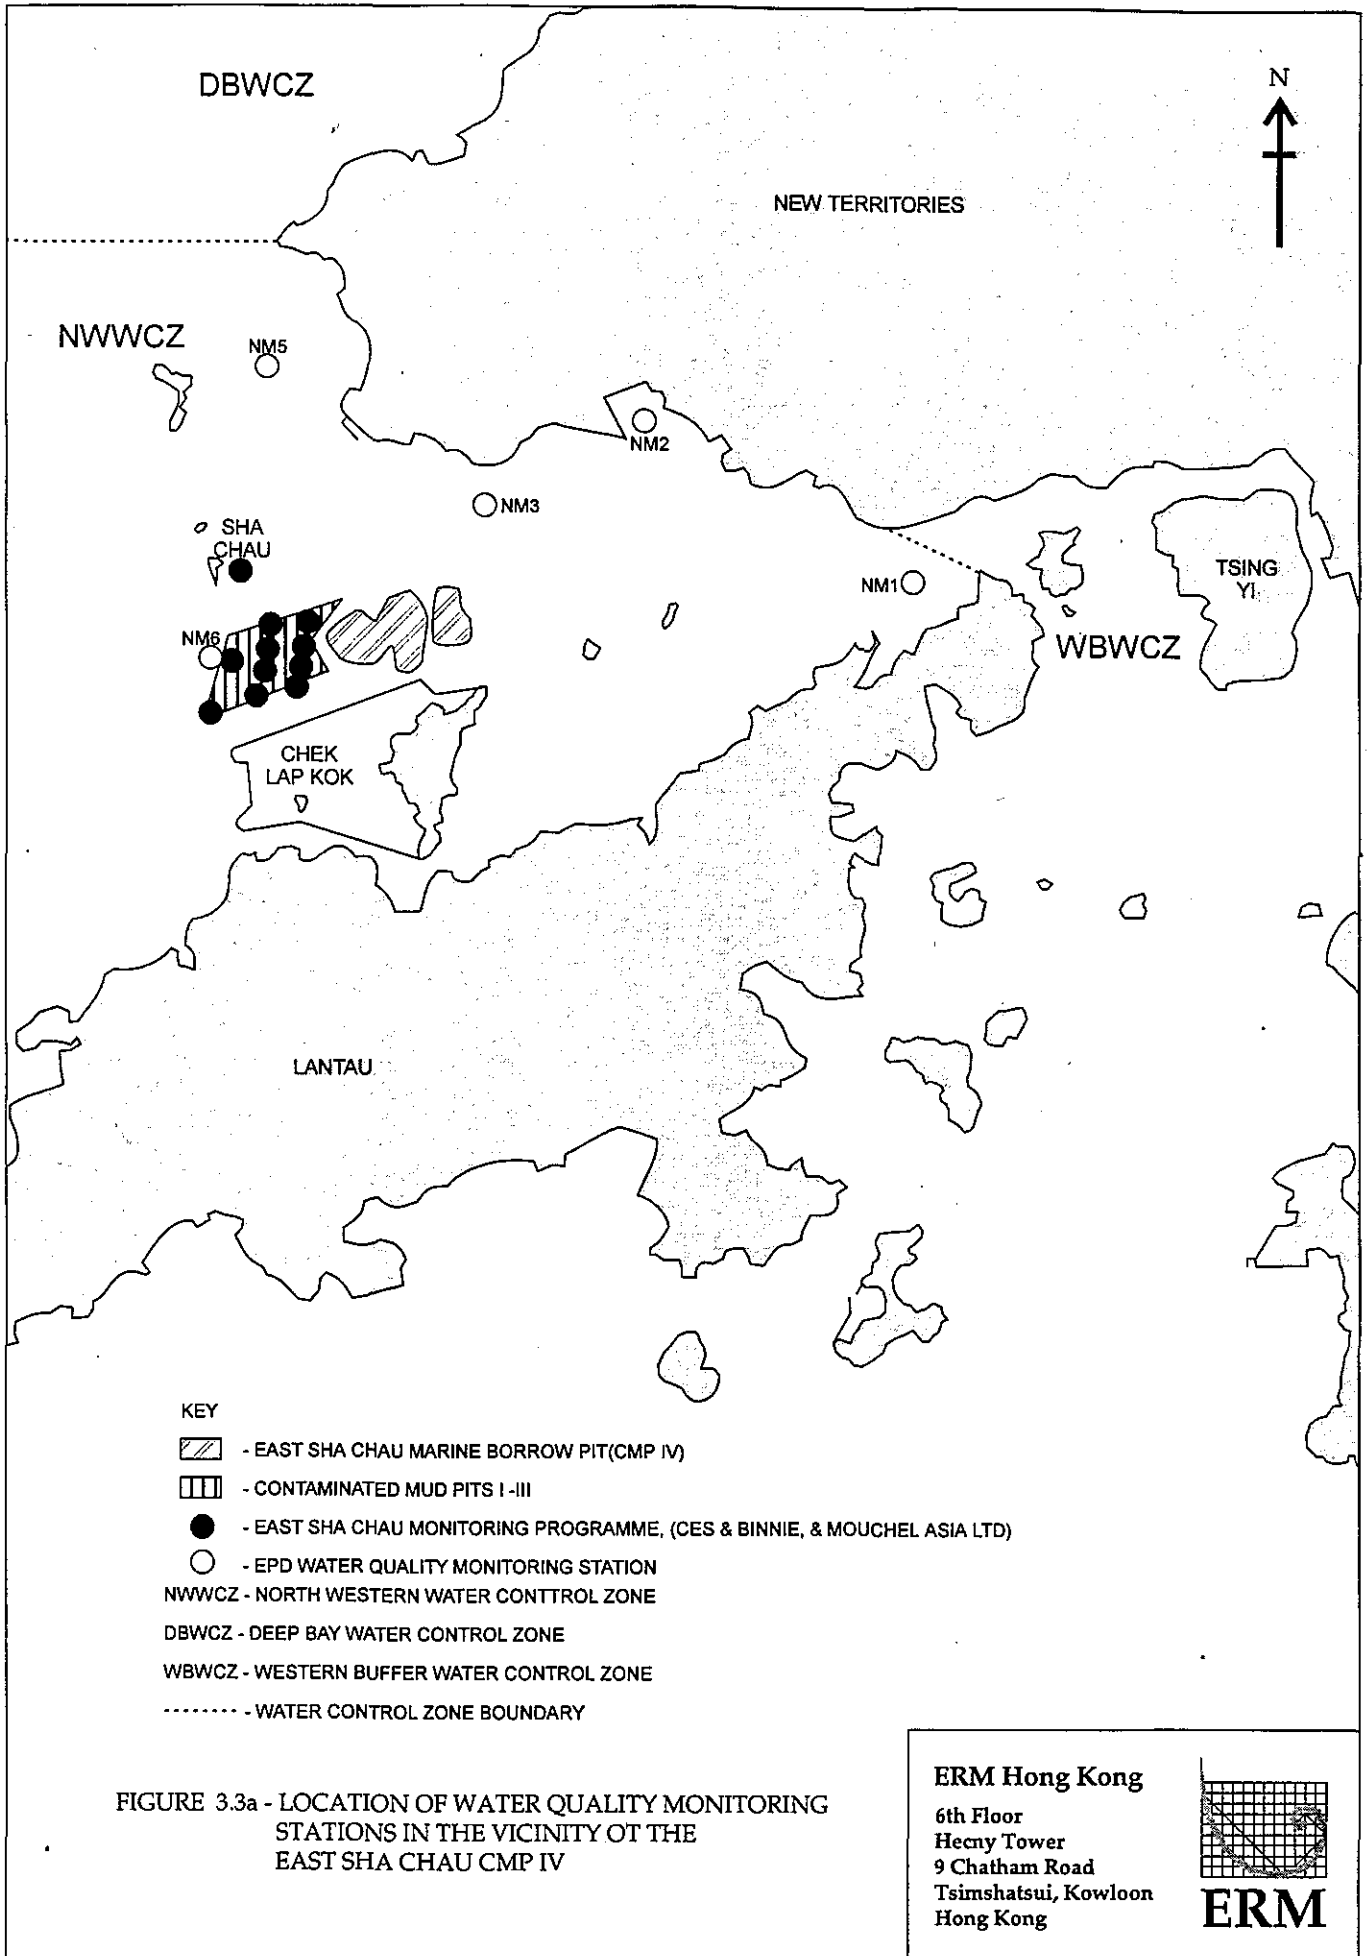 DBWCZ
N
NEW TERRITORIES
NWWCZ
NM5
NM2
NM3
SHA
CHAU
NM1
TSING
YI
NM6
WBWCZ
CHEK
LAP KOK
LANTAU
KEY
- EAST SHA CHAU MARINE BORROW PIT(CMP IV)
- CONTAMINATED MUD PITS I -III
- EAST SHA CHAU MONITORING PROGRAMME, (CES & BINNIE, & MOUCHEL ASIA LTD)
- EPD WATER QUALITY MONITORING STATION
NWWCZ - NORTH WESTERN WATER CONTTROL ZONE
DBWCZ - DEEP BAY WATER CONTROL ZONE
WBWCZ - WESTERN BUFFER WATER CONTROL ZONE
-------- - WATER CONTROL ZONE BOUNDARY
FIGURE 3.3a - LOCATION OF WATER QUALITY MONITORING
STATIONS IN THE VICINITY OT THE
EAST SHA CHAU CMP IV
ERM Hong Kong
6th Floor
Hecny Tower
9 Chatham Road
Tsimshatsui, Kowloon
Hong Kong
ERM